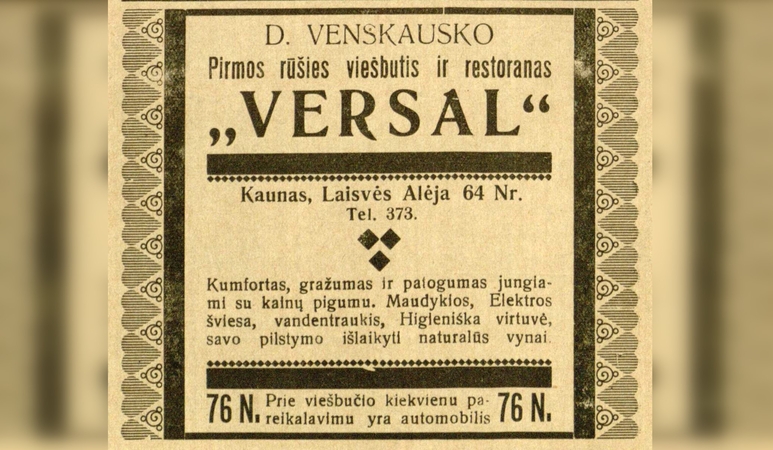 D. VENSKAUSKO
Pirmos rūšies viešbutis ir restoranas
„VERSAL“
Kaunas, Laisvės Alėja 64 Nr.
Tel. 373.
Kumfortas, gražumas ir patogumas jungia-
mi su kainų pigumu. Maudyklos, Elektros
šviesa, vandentraukis, Higieniška virtuvė,
savo pilstymo išlaikyti naturalūs vynai.
76 N. Prie viešbučio kiekvienu pa- 76 N.
reikalavimu yra automobilis